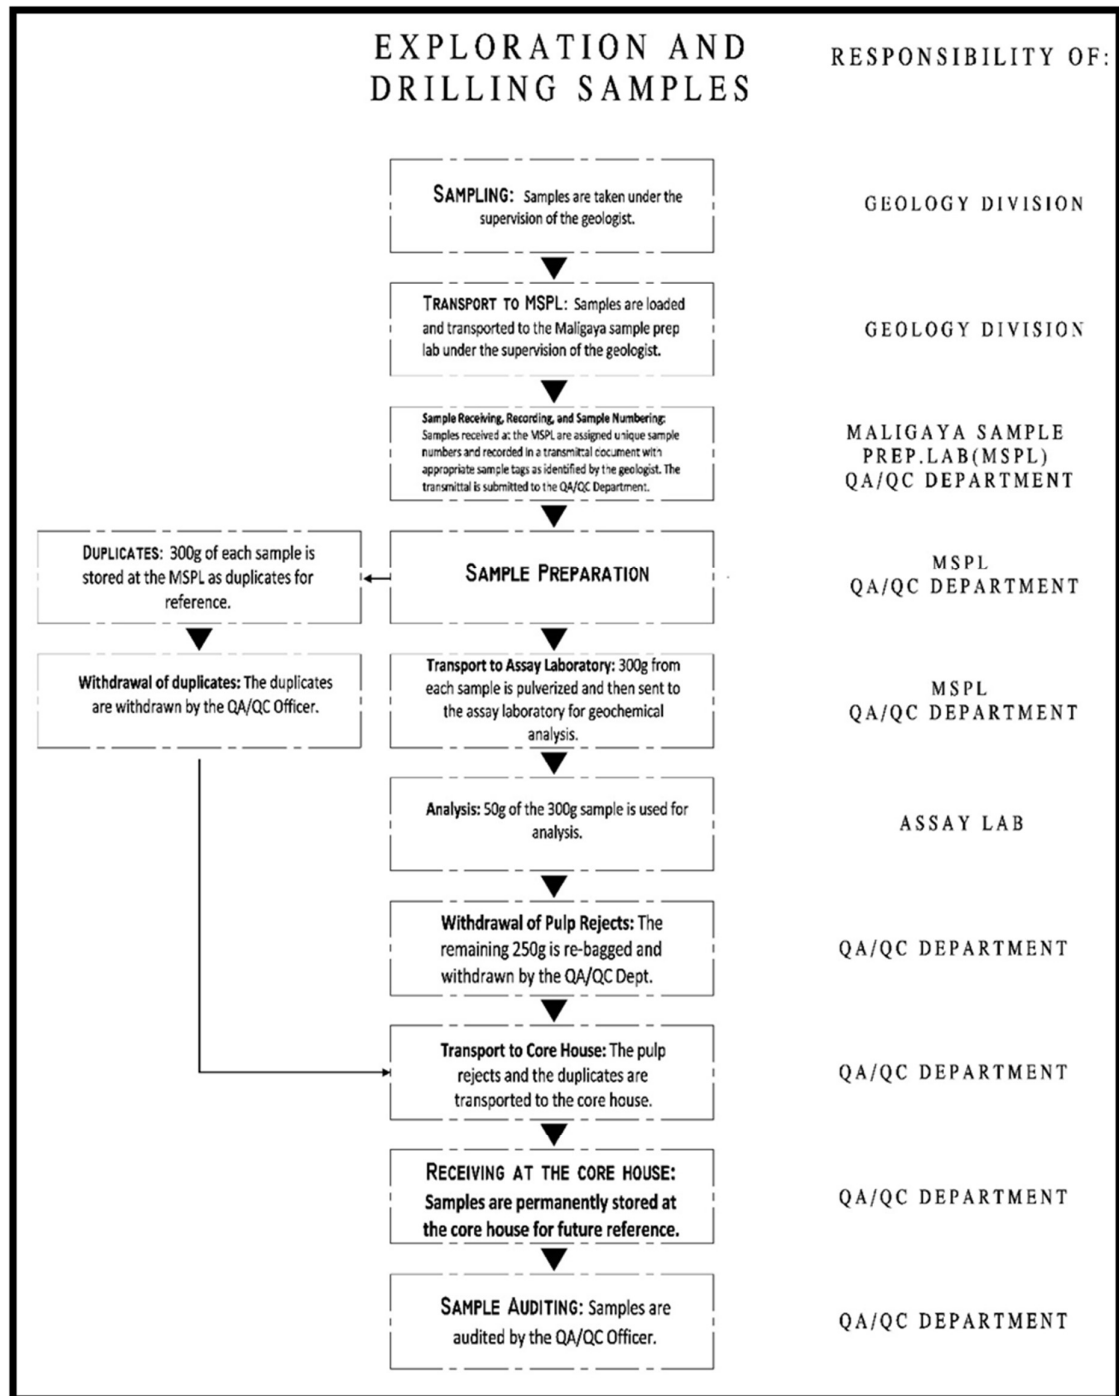 EXPLORATION AND
DRILLING SAMPLES
RESPONSIBILITY OF:
SAMPLING: Samples are taken under the
supervision of the geologist.
GEOLOGY DIVISION
TRANSPORT TO MSPL: Samples are loaded
and transported to the Maligaya sample prep
lab under the supervision of the geologist.
GEOLOGY DIVISION
Sample Receiving, Recording, and Sample Numbering:
Samples received at the MSPL are assigned unique sample
numbers and recorded in a transmittal document with
appropriate sample tags as identified by the geologist. The
transmittal is submitted to the QA/QC Department.
MALIGAYA SAMPLE
PREP.LAB(MSPL)
QA/QC DEPARTMENT
DUPLICATES: 300g of each sample is
stored at the MSPL as duplicates for
reference.
SAMPLE PREPARATION
MSPL
QA/QC DEPARTMENT
Withdrawal of duplicates: The duplicates
are withdrawn by the QA/QC Officer.
Transport to Assay Laboratory: 300g from
each sample is pulverized and then sent to
the assay laboratory for geochemical
analysis.
MSPL
QA/QC DEPARTMENT
Analysis: 50g of the 300g sample is used for
analysis.
ASSAY LAB
Withdrawal of Pulp Rejects: The
remaining 250g is re-bagged and
withdrawn by the QA/QC Dept.
QA/QC DEPARTMENT
Transport to Core House: The pulp
rejects and the duplicates are
transported to the core house.
QA/QC DEPARTMENT
RECEIVING AT THE CORE HOUSE:
Samples are permanently stored at
the core house for future reference.
QA/QC DEPARTMENT
SAMPLE AUDITING: Samples are
audited by the QA/QC Officer.
QA/QC DEPARTMENT